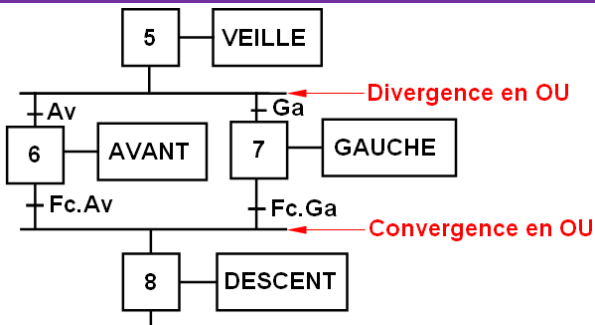 5 VEILLE
Divergence en OU
Av Ga
6 AVANT 7 GAUCHE
Fc.Av Fc.Ga
Convergence en OU
8 DESCENT